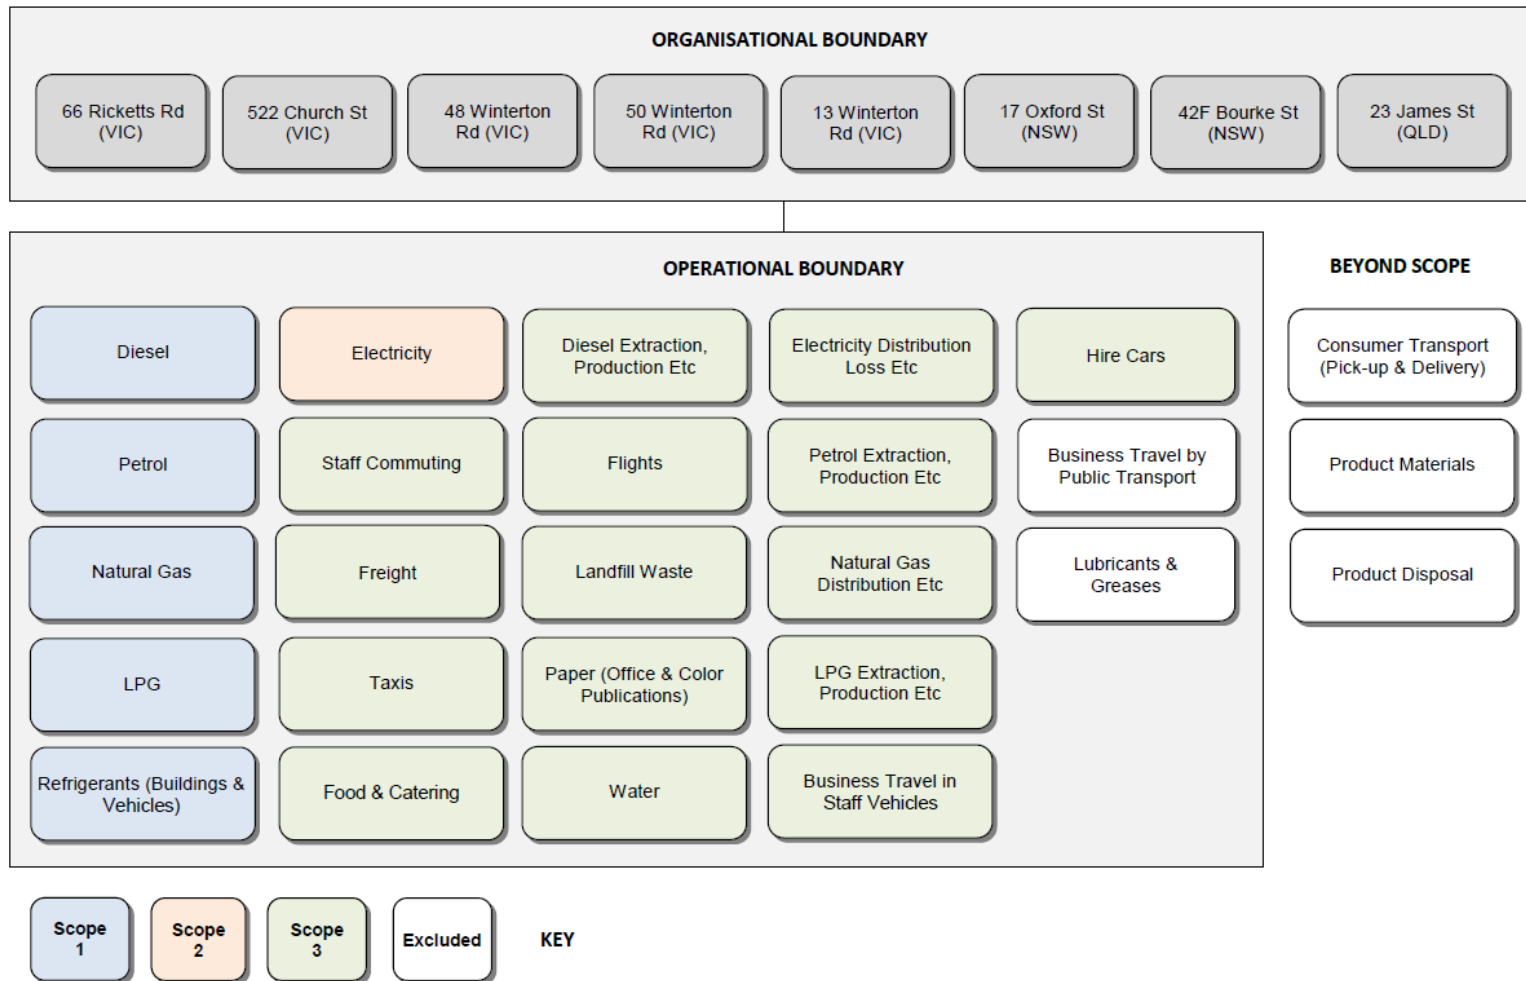 ORGANISATIONAL BOUNDARY
66 Ricketts Rd
(VIC)
522 Church St
(VIC)
48 Winterton
Rd (VIC)
50 Winterton
Rd (VIC)
13 Winterton
Rd (VIC)
17 Oxford St
(NSW)
42F Bourke St
(NSW)
23 James St
(QLD)
OPERATIONAL BOUNDARY
BEYOND SCOPE
Diesel
Electricity
Diesel Extraction,
Production Etc
Electricity Distribution
Loss Etc
Hire Cars
Consumer Transport
(Pick-up & Delivery)
Petrol
Staff Commuting
Flights
Petrol Extraction,
Production Etc
Business Travel by
Public Transport
Product Materials
Natural Gas
Freight
Landfill Waste
Natural Gas
Distribution Etc
Lubricants &
Greases
Product Disposal
LPG
Taxis
Paper (Office & Color
Publications)
LPG Extraction,
Production Etc
Refrigerants (Buildings &
Vehicles)
Food & Catering
Water
Business Travel in
Staff Vehicles
Scope
1
Scope
2
Scope
3
Excluded
KEY